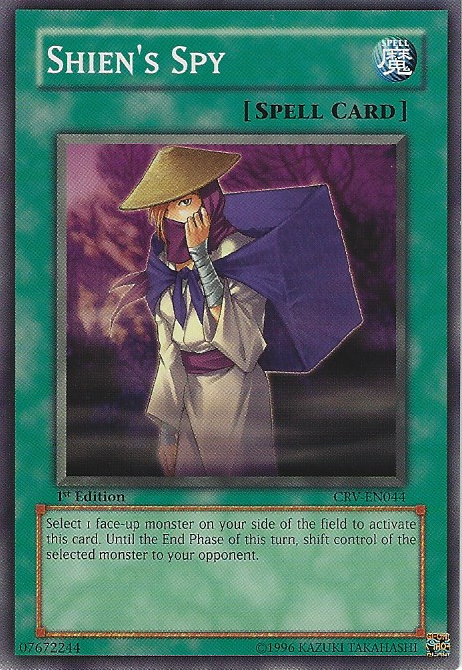 Shien's Spy
SPELL
魔
[Spell Card]
1st Edition
CRV-EN044
Select 1 face-up monster on your side of the field to activate
this card. Until the End Phase of this turn, shift control of the
selected monster to your opponent.
07672244
©1996 KAZUKI TAKAHASHI